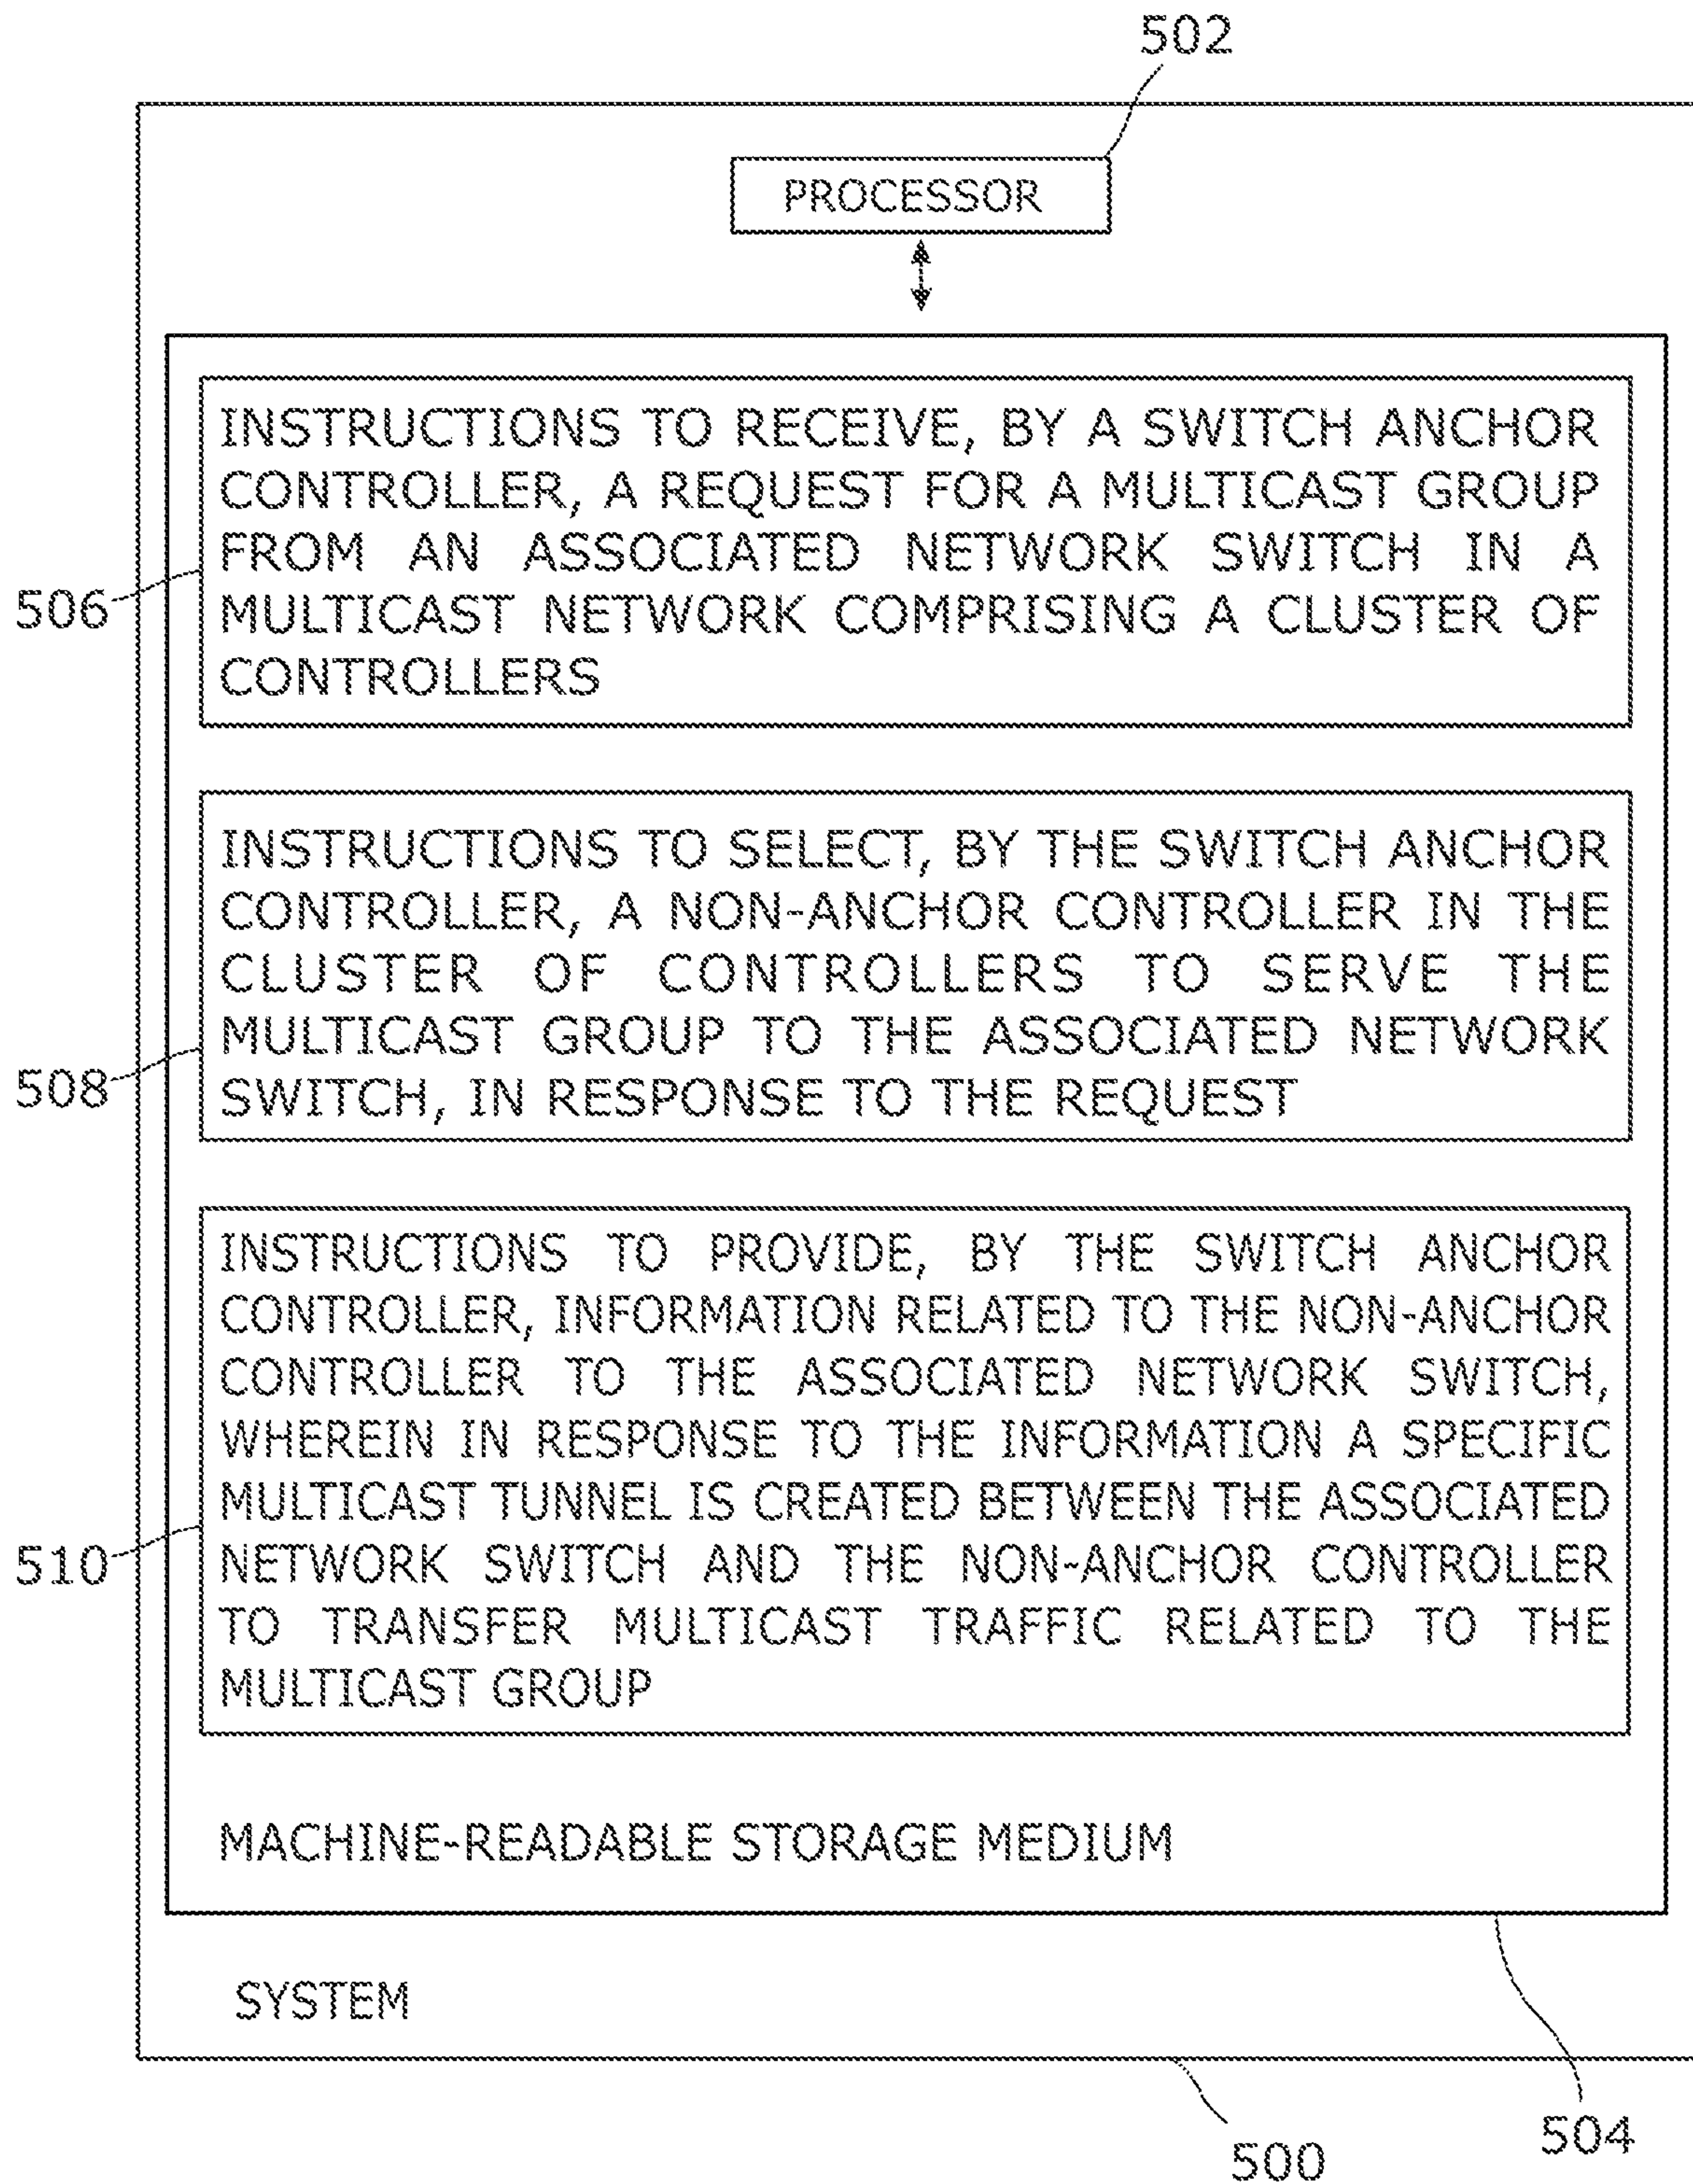 502
PROCESSOR
INSTRUCTIONS TO RECEIVE, BY A SWITCH ANCHOR
CONTROLLER, A REQUEST FOR A MULTICAST GROUP
FROM AN ASSOCIATED NETWORK SWITCH IN A
MULTICAST NETWORK COMPRISING A CLUSTER OF
CONTROLLERS
506
INSTRUCTIONS TO SELECT, BY THE SWITCH ANCHOR
CONTROLLER, A NON-ANCHOR CONTROLLER IN THE
CLUSTER OF CONTROLLERS TO SERVE THE
MULTICAST GROUP TO THE ASSOCIATED NETWORK
SWITCH, IN RESPONSE TO THE REQUEST
508
INSTRUCTIONS TO PROVIDE, BY THE SWITCH ANCHOR
CONTROLLER, INFORMATION RELATED TO THE NON-ANCHOR
CONTROLLER TO THE ASSOCIATED NETWORK SWITCH,
WHEREIN IN RESPONSE TO THE INFORMATION A SPECIFIC
MULTICAST TUNNEL IS CREATED BETWEEN THE ASSOCIATED
NETWORK SWITCH AND THE NON-ANCHOR CONTROLLER
TO TRANSFER MULTICAST TRAFFIC RELATED TO THE
MULTICAST GROUP
510
MACHINE-READABLE STORAGE MEDIUM
SYSTEM
504
500